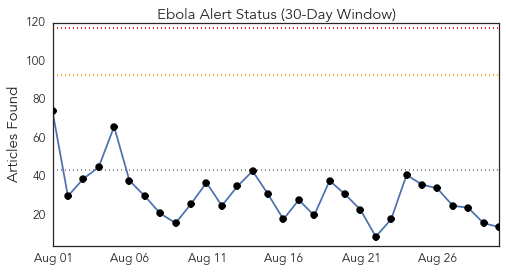 Ebola Alert Status (30-Day Window)
Articles Found
120
100
80
60
40
20
Aug 01
Aug 06
Aug 11
Aug 16
Aug 21
Aug 26